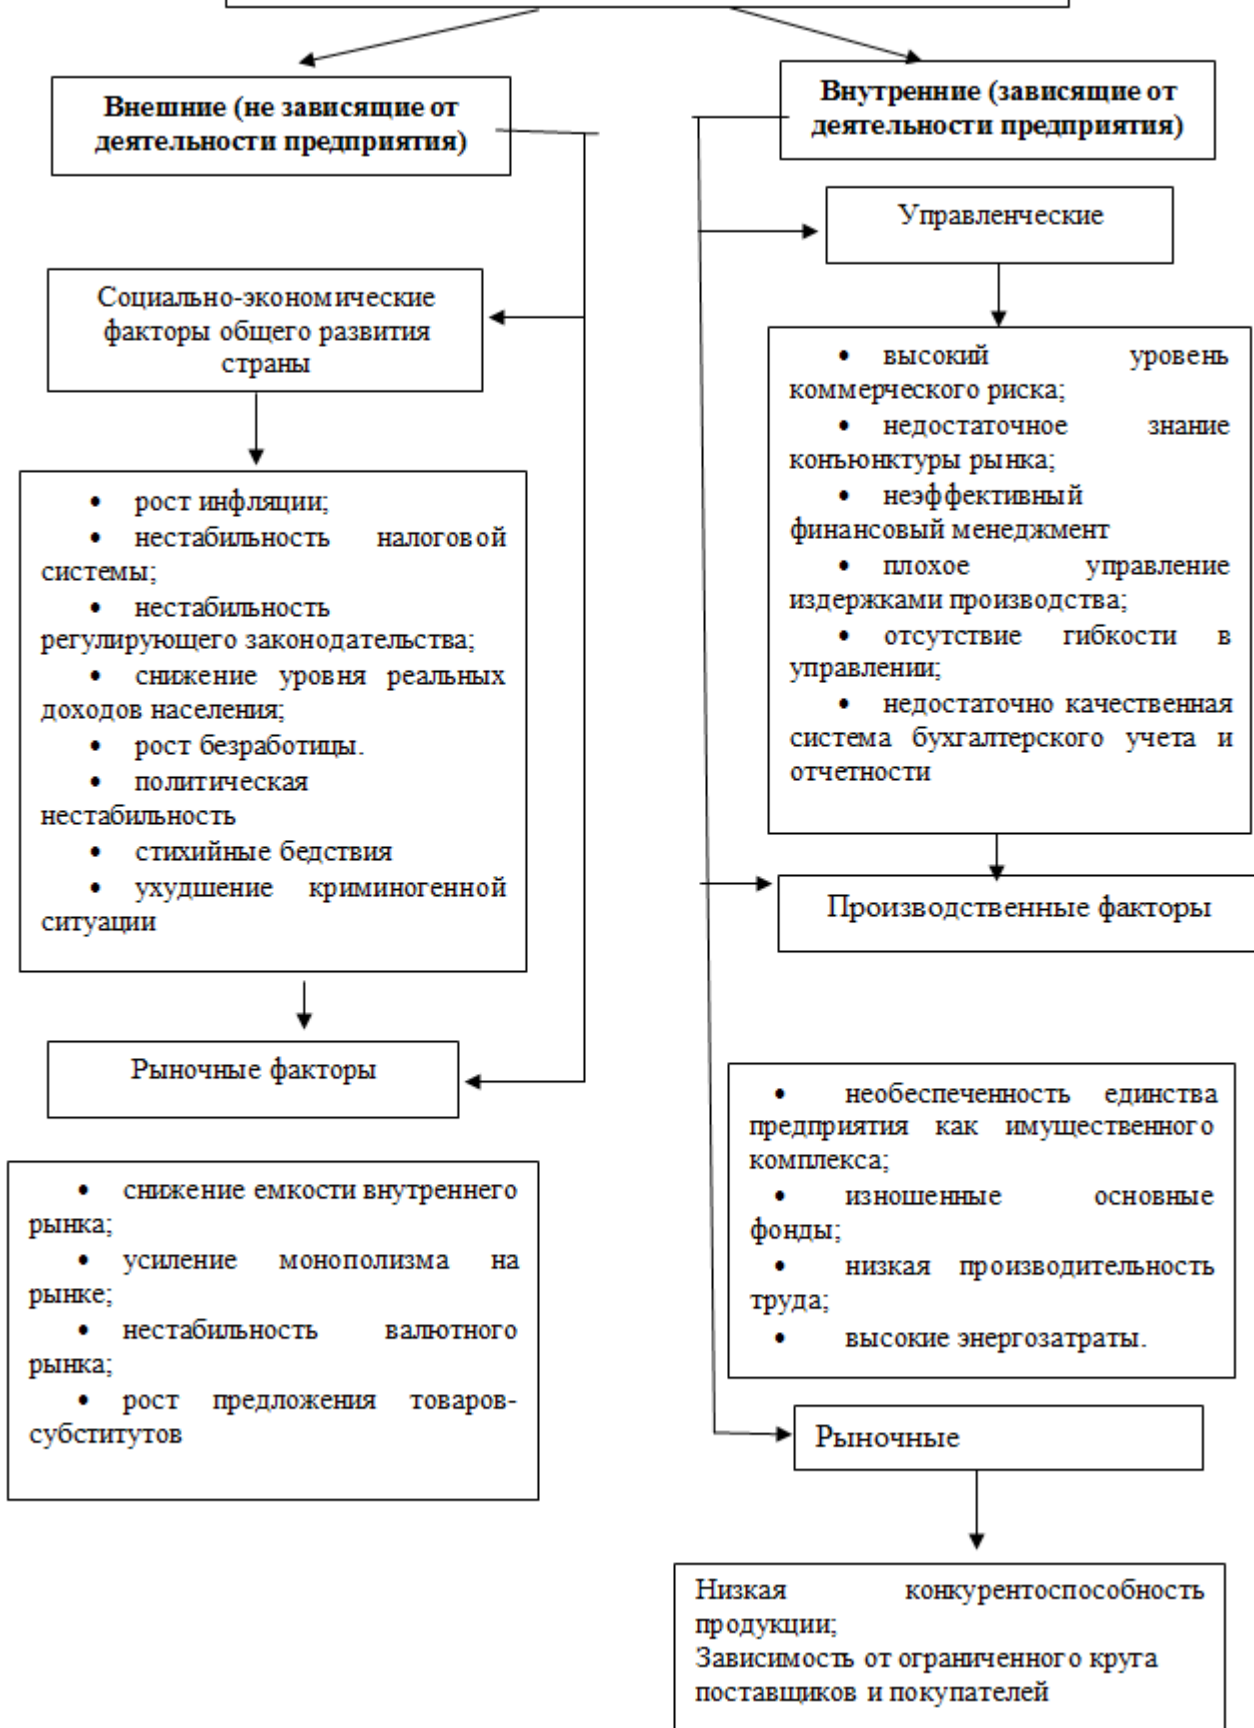 Внешние (не зависящие от
деятельности предприятия)
Социально-экономические
факторы общего развития
страны
• рост инфляции;
• нестабильность налоговой
системы;
• нестабильность
регулирующего законодательства;
• снижение уровня реальных
доходов населения;
• рост безработицы.
• политическая
нестабильность
• стихийные бедствия
• ухудшение криминогенной
ситуации
Рыночные факторы
• снижение емкости внутреннего
рынка;
• усиление монополизма на
рынке;
• нестабильность валютного
рынка;
• рост предложения товаров-
субститутов
Внутренние (зависящие от
деятельности предприятия)
Управленческие
• высокий уровень
коммерческого риска;
• недостаточное знание
конъюнктуры рынка;
• неэффективный
финансовый менеджмент
• плохое управление
издержками производства;
• отсутствие гибкости в
управлении;
• недостаточно качественная
система бухгалтерского учета и
отчетности
Производственные факторы
• необеспеченность единства
предприятия как имущественного
комплекса;
• изношенные основные
фонды;
• низкая производительность
труда;
• высокие энергозатраты.
Рыночные
Низкая конкурентоспособность
продукции;
Зависимость от ограниченного круга
поставщиков и покупателей